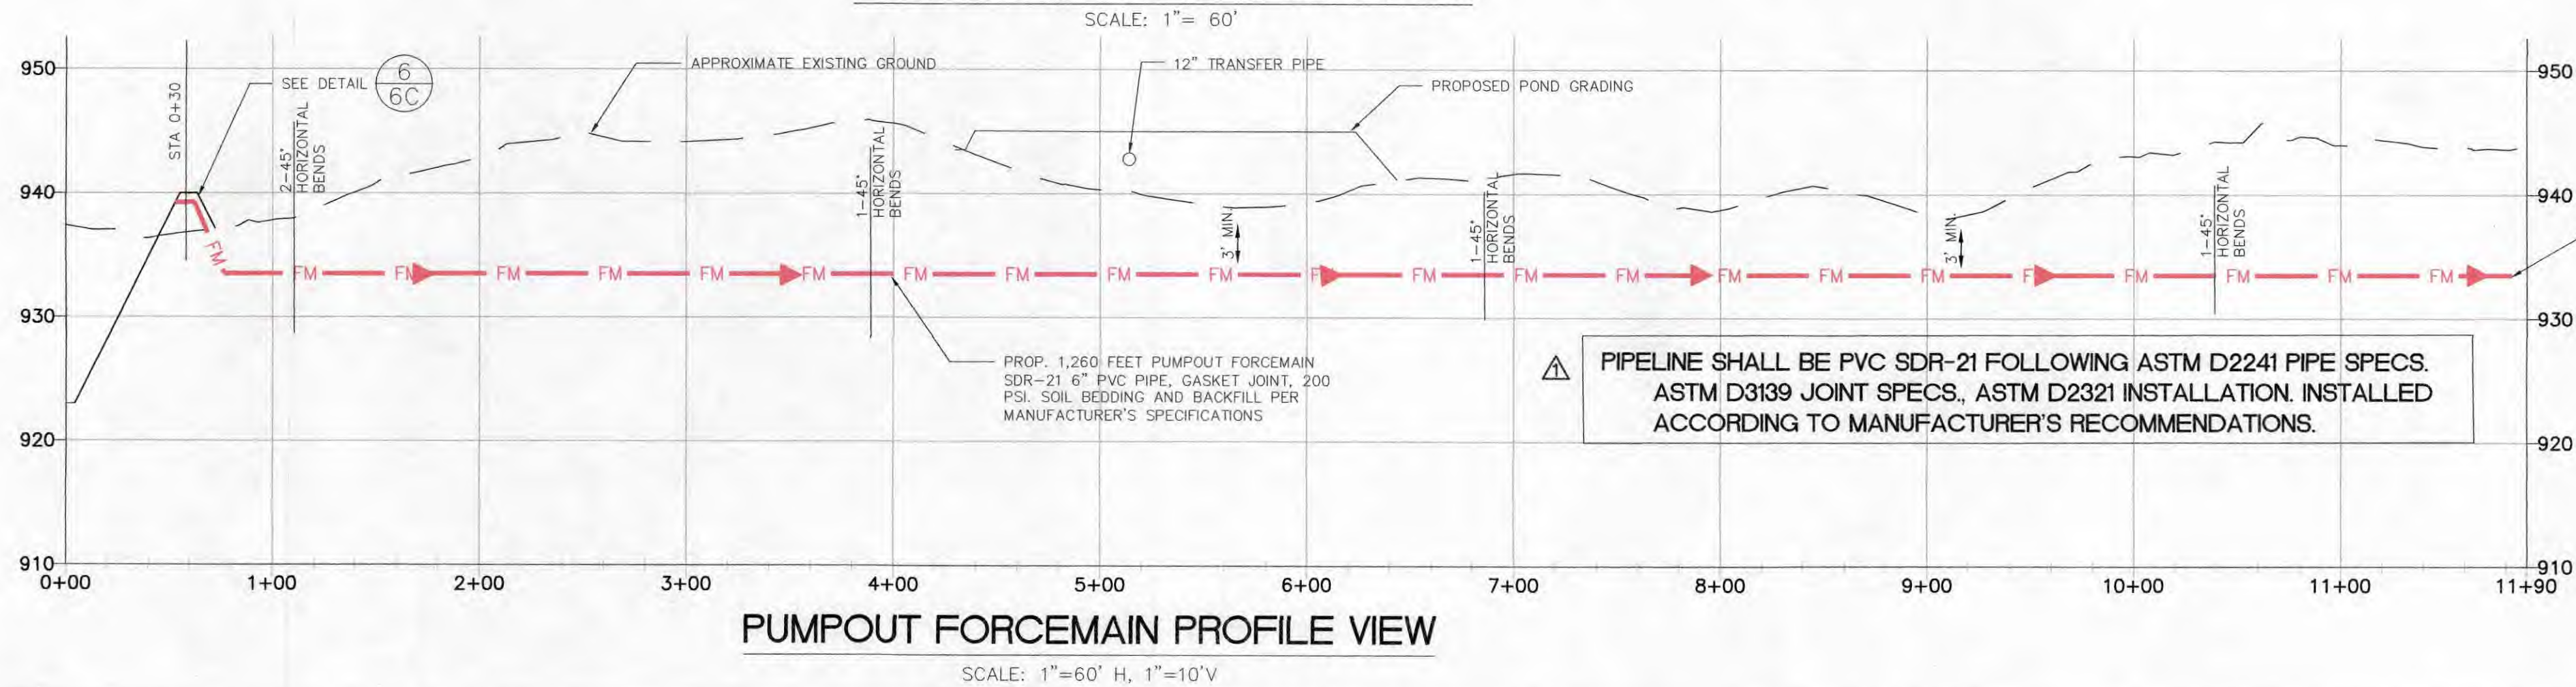 SCALE: 1"= 60'
950
950
940
940
930
930
920
920
910
910
STA 0+30
SEE DETAIL
6
6C
APPROXIMATE EXISTING GROUND
12" TRANSFER PIPE
PROPOSED POND GRADING
2-45°
HORIZONTAL
BENDS
1-45°
HORIZONTAL
BENDS
3' MIN.
1-45°
HORIZONTAL
BENDS
3' MIN.
1-45°
HORIZONTAL
BENDS
FM
FM FM FM FM FM FM FM FM FM FM FM FM FM FM FM FM FM FM FM FM FM FM
PROP. 1,260 FEET PUMPOUT FORCEMAIN
SDR-21 6" PVC PIPE, GASKET JOINT, 200
PSI. SOIL BEDDING AND BACKFILL PER
MANUFACTURER'S SPECIFICATIONS
1
PIPELINE SHALL BE PVC SDR-21 FOLLOWING ASTM D2241 PIPE SPECS.
ASTM D3139 JOINT SPECS., ASTM D2321 INSTALLATION. INSTALLED
ACCORDING TO MANUFACTURER'S RECOMMENDATIONS.
0+00 1+00 2+00 3+00 4+00 5+00 6+00 7+00 8+00 9+00 10+00 11+00 11+90
PUMPOUT FORCEMAIN PROFILE VIEW
SCALE: 1"=60' H, 1"=10'V